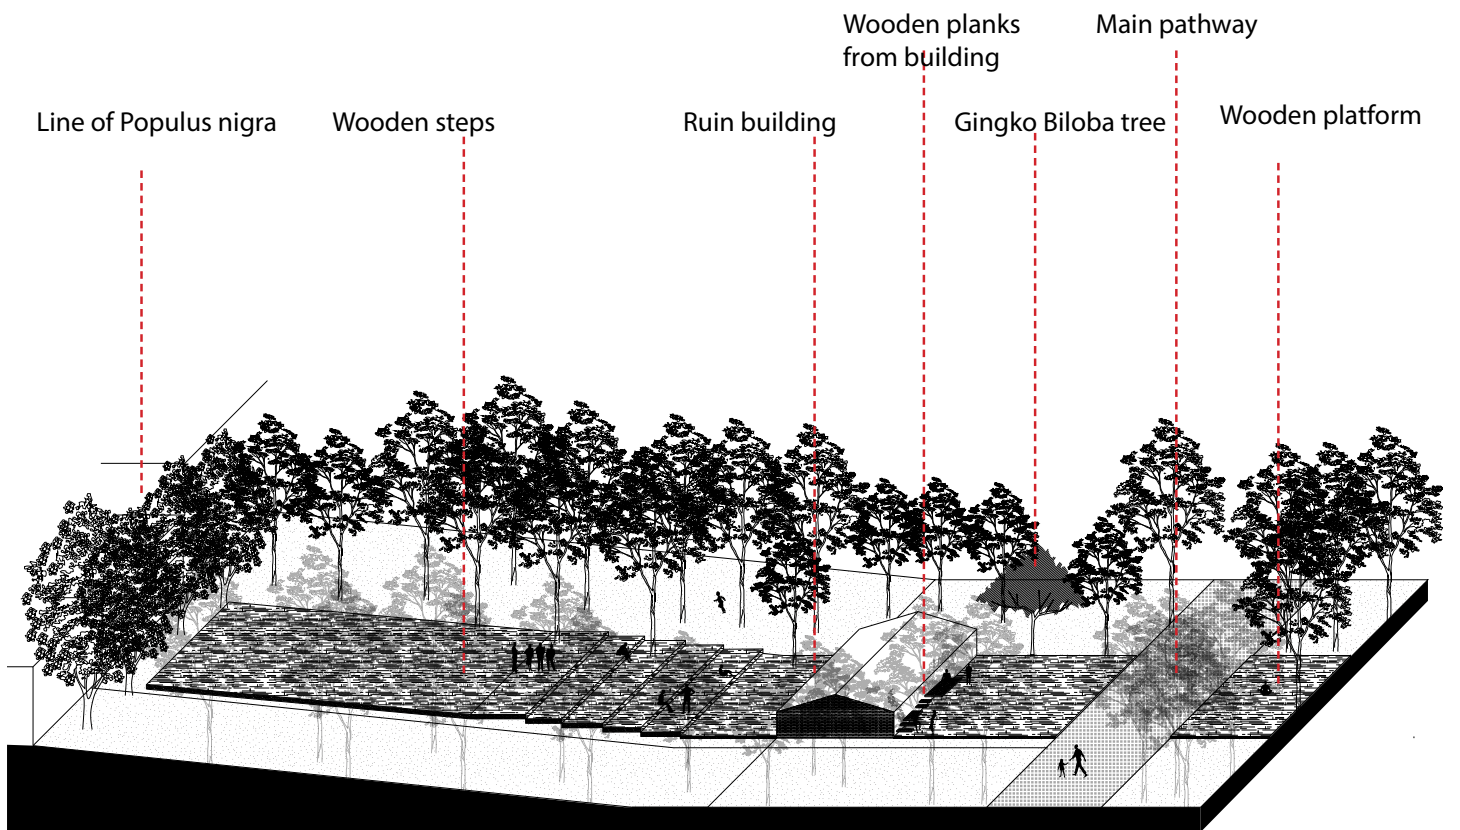 Wooden planks
from building
Main pathway
Line of Populus nigra
Wooden steps
Ruin building
Gingko Biloba tree
Wooden platform